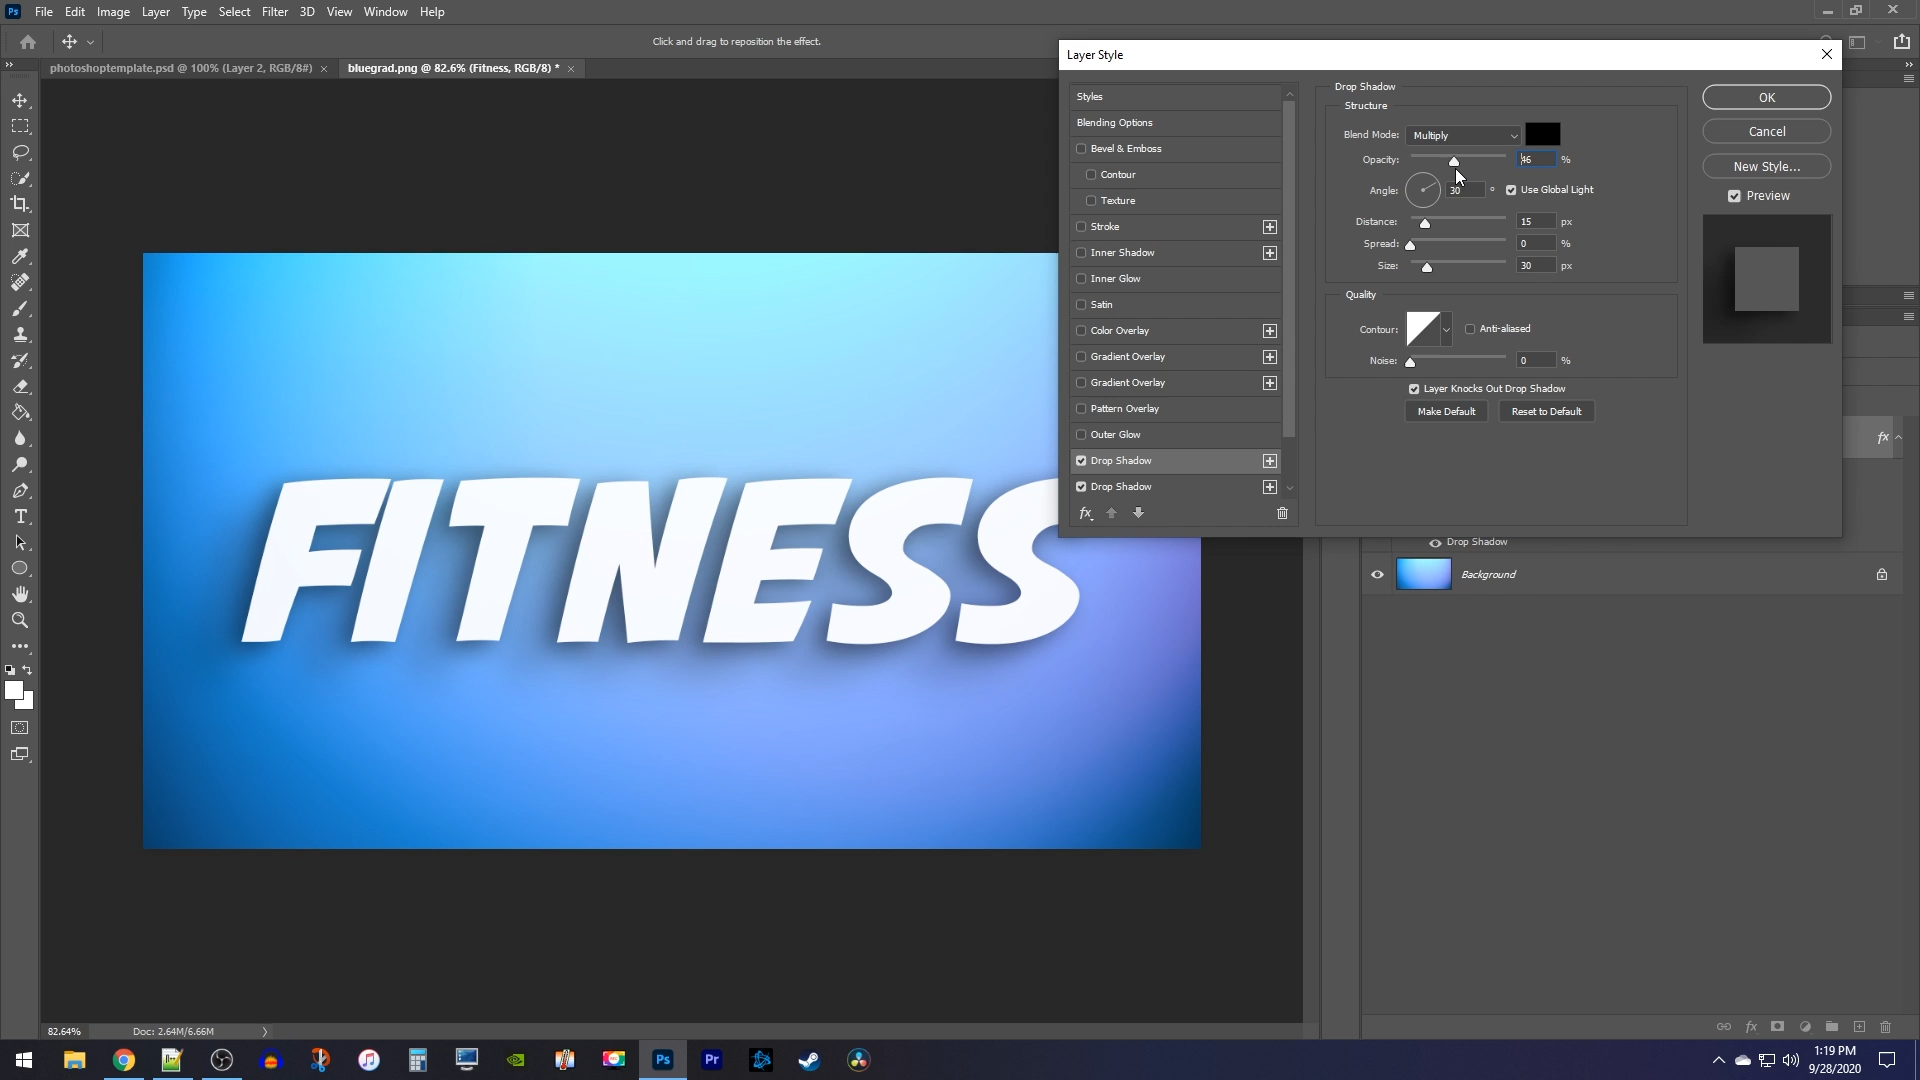 Ps File Edit Image Layer Type Select Filter 3D View Window Help
Click and drag to reposition the effect.
photoshoptemplate.psd @ 100% (Layer 2, RGB/8#) ×
bluegrad.png @ 82.6% (Fitness, RGB/8) * ×
Layer Style
Styles
Blending Options
Bevel & Emboss
Contour
Texture
Stroke
Inner Shadow
Inner Glow
Satin
Color Overlay
Gradient Overlay
Gradient Overlay
Pattern Overlay
Outer Glow
Drop Shadow
Drop Shadow
fx
Drop Shadow
Structure
Blend Mode: Multiply
Opacity: 46 %
Angle: 30 ° Use Global Light
Distance: 15 px
Spread: 0 %
Size: 30 px
Quality
Contour: Anti-aliased
Noise: 0 %
Layer Knocks Out Drop Shadow
Make Default Reset to Default
OK
Cancel
New Style...
Preview
fx
Drop Shadow
Background
FITNESS
T
82.64% Doc: 2.64M/6.66M
fx
Ps Pr
1:19 PM
9/28/2020